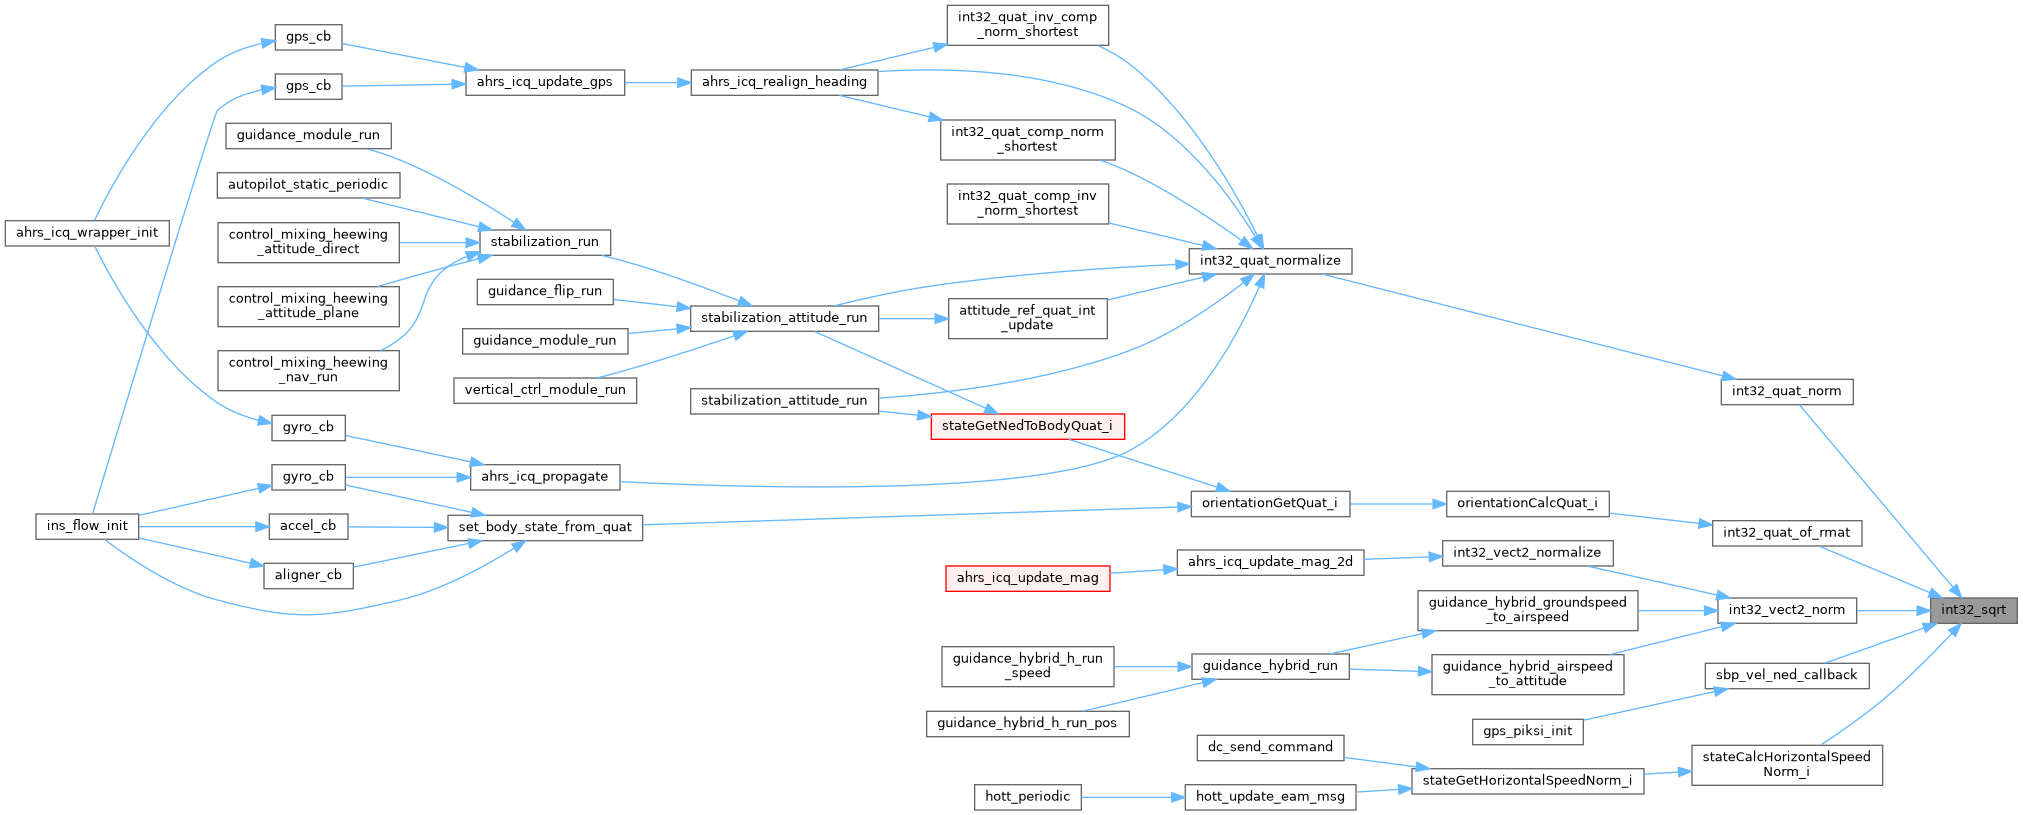 int32_quat_inv_comp
_norm_shortest
gps_cb
ahrs_icq_update_gps
ahrs_icq_realign_heading
gps_cb
guidance_module_run
int32_quat_comp_norm
_shortest
autopilot_static_periodic
int32_quat_comp_inv
_norm_shortest
ahrs_icq_wrapper_init
control_mixing_heewing
_attitude_direct
stabilization_run
int32_quat_normalize
guidance_flip_run
control_mixing_heewing
_attitude_plane
stabilization_attitude_run
attitude_ref_quat_int
_update
guidance_module_run
control_mixing_heewing
_nav_run
vertical_ctrl_module_run
int32_quat_norm
stabilization_attitude_run
stateGetNedToBodyQuat_i
gyro_cb
gyro_cb
ahrs_icq_propagate
orientationGetQuat_i
orientationCalcQuat_i
ins_flow_init
accel_cb
set_body_state_from_quat
int32_quat_of_rmat
int32_vect2_normalize
ahrs_icq_update_mag_2d
aligner_cb
ahrs_icq_update_mag
guidance_hybrid_groundspeed
_to_airspeed
int32_vect2_norm
int32_sqrt
guidance_hybrid_h_run
_speed
guidance_hybrid_run
guidance_hybrid_airspeed
_to_attitude
sbp_vel_ned_callback
guidance_hybrid_h_run_pos
gps_piksi_init
dc_send_command
stateCalcHorizontalSpeed
Norm_i
stateGetHorizontalSpeedNorm_i
hott_periodic
hott_update_eam_msg